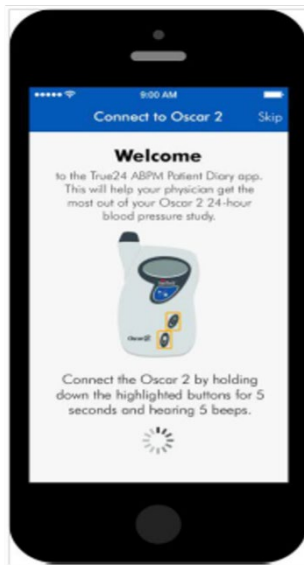 9:00 AM
Connect to Oscar 2
Skip
Welcome
to the True24 ABPM Patient Diary app.
This will help your physician get the
most out of your Oscar 2 24-hour
blood pressure study.
Oscar 2
Connect the Oscar 2 by holding
down the highlighted buttons for 5
seconds and hearing 5 beeps.